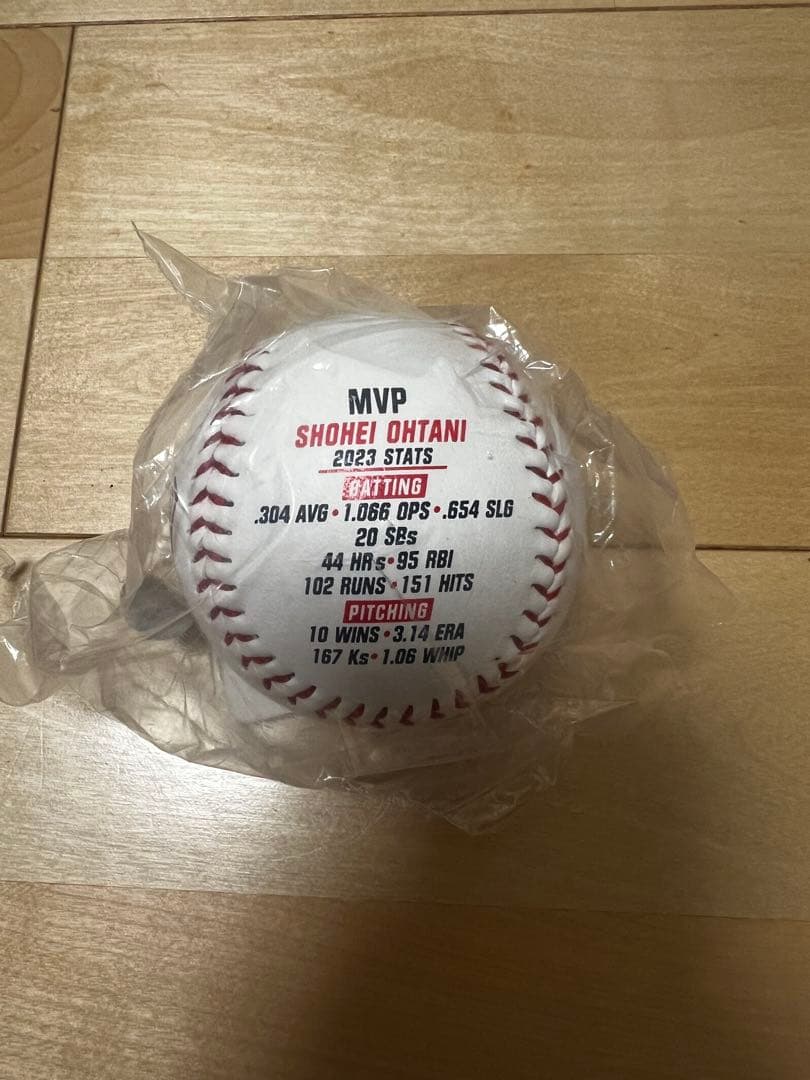 MVP
SHOHEI OHTANI
2023 STATS
BATTING
.304 AVG • 1.066 OPS • .654 SLG
20 SBs
44 HRs • 95 RBI
102 RUNS • 151 HITS
PITCHING
10 WINS • 3.14 ERA
167 Ks • 1.06 WHIP